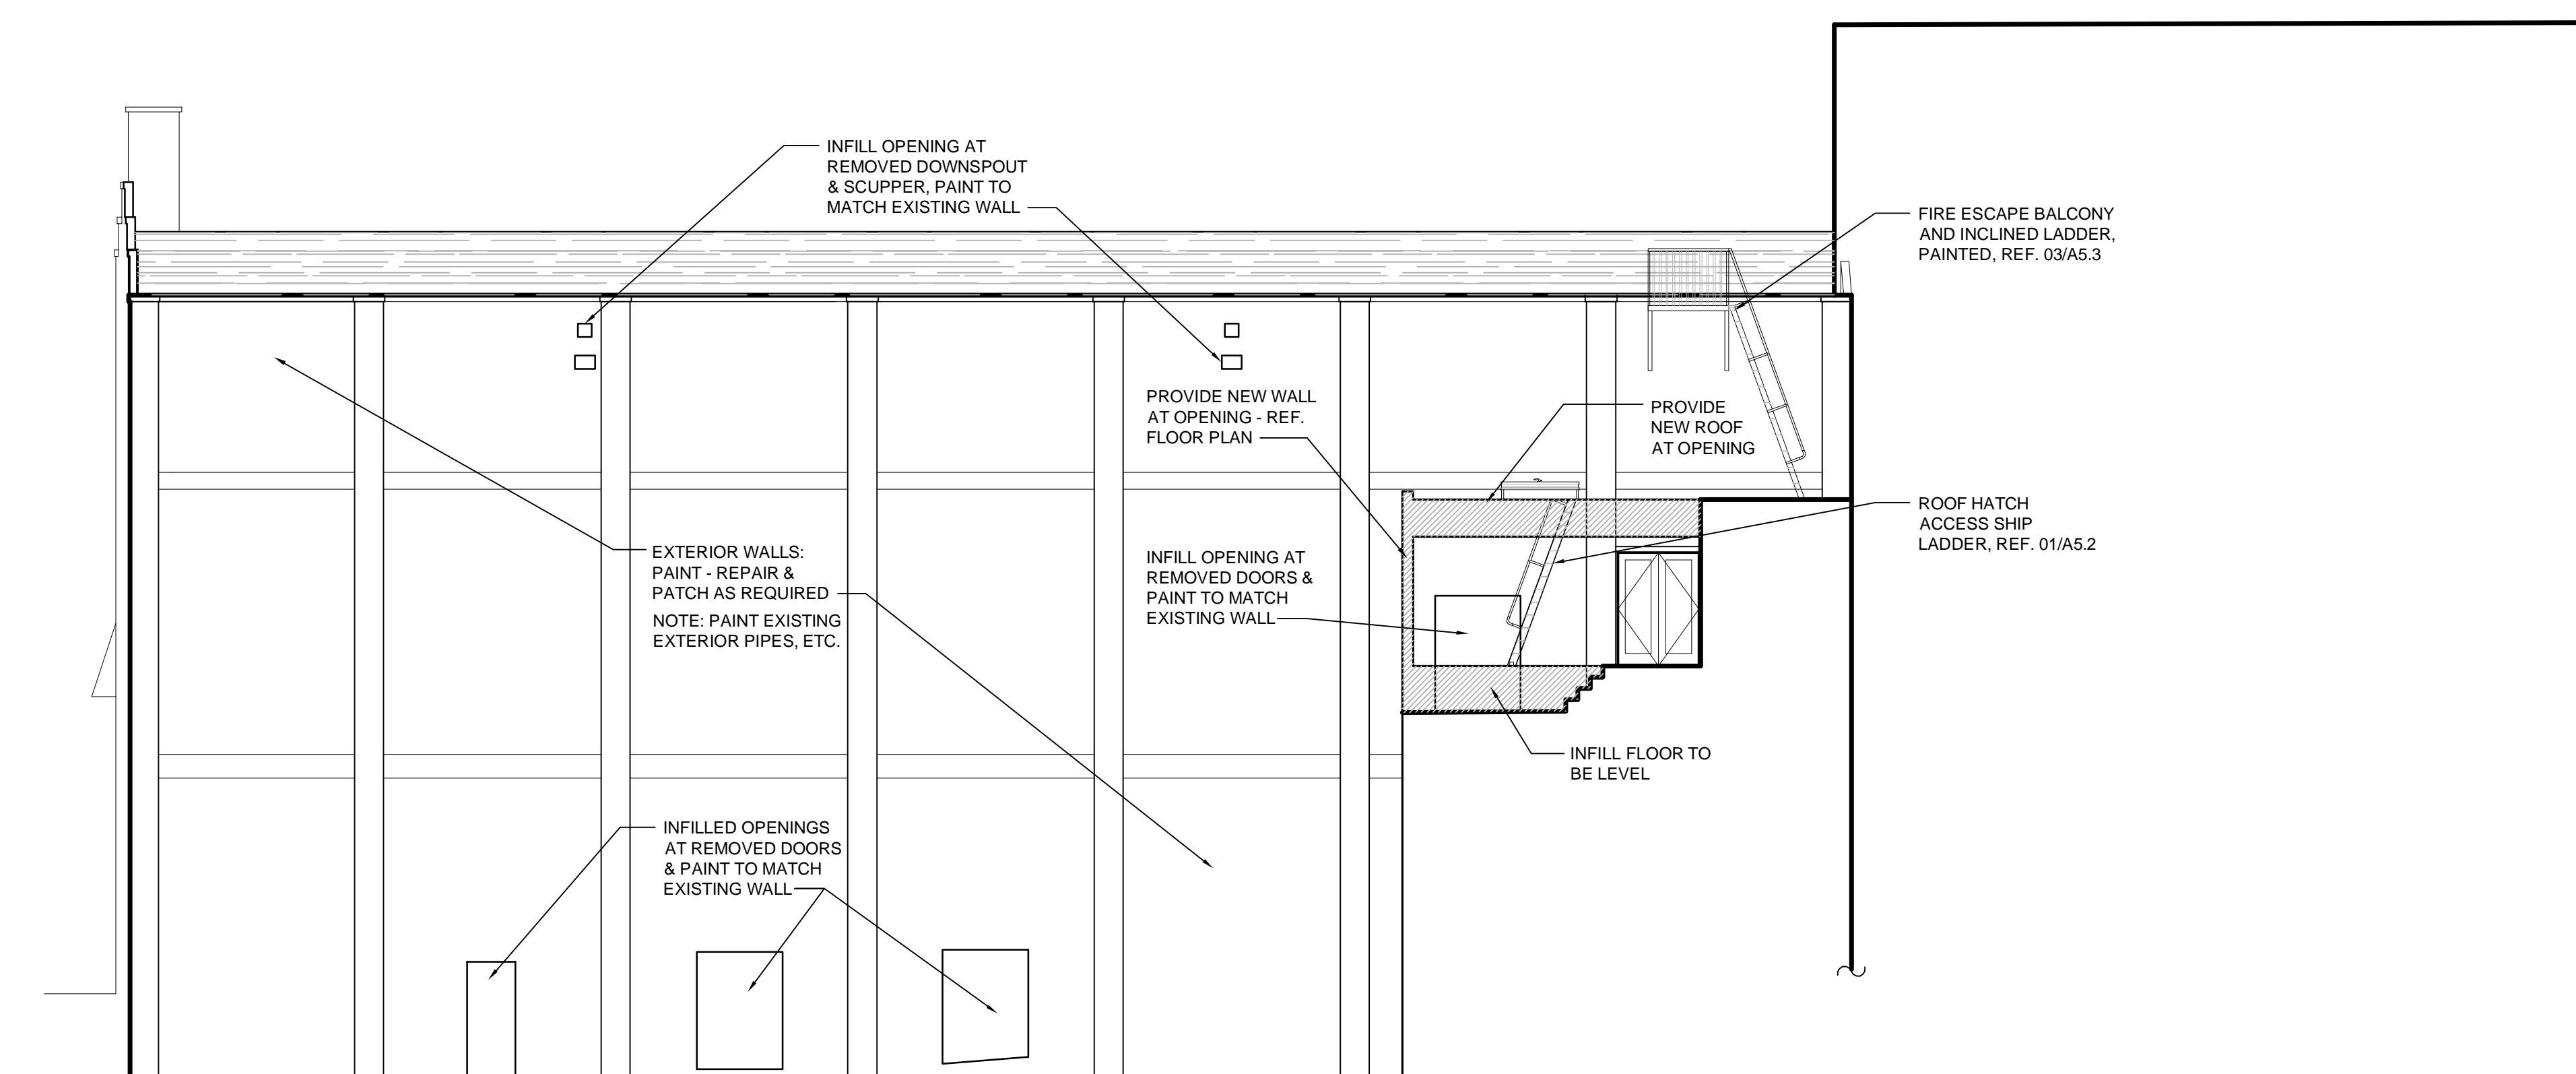 INFILL OPENING AT
REMOVED DOWNSPOUT
& SCUPPER, PAINT TO
MATCH EXISTING WALL
FIRE ESCAPE BALCONY
AND INCLINED LADDER,
PAINTED, REF. 03/A5.3
PROVIDE NEW WALL
AT OPENING - REF.
FLOOR PLAN
PROVIDE
NEW ROOF
AT OPENING
ROOF HATCH
ACCESS SHIP
LADDER, REF. 01/A5.2
EXTERIOR WALLS:
PAINT - REPAIR &
PATCH AS REQUIRED
NOTE: PAINT EXISTING
EXTERIOR PIPES, ETC.
INFILL OPENING AT
REMOVED DOORS &
PAINT TO MATCH
EXISTING WALL
INFILL FLOOR TO
BE LEVEL
INFILLED OPENINGS
AT REMOVED DOORS
& PAINT TO MATCH
EXISTING WALL